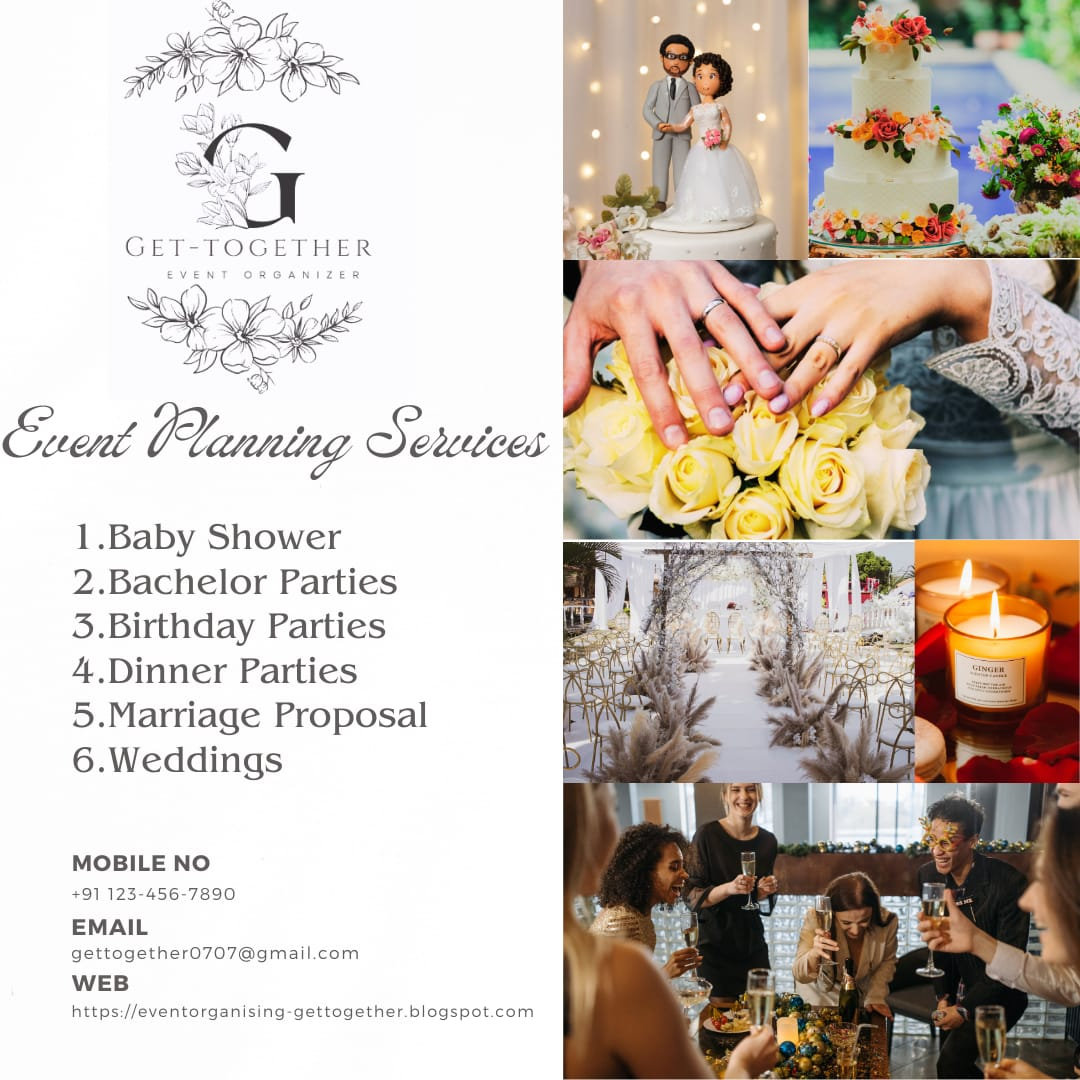 G
GET-TOGETHER
EVENT ORGANIZER
Event Planning Services
1.Baby Shower
2.Bachelor Parties
3.Birthday Parties
4.Dinner Parties
5.Marriage Proposal
6.Weddings
MOBILE NO
+91 123-456-7890
EMAIL
gettogether0707@gmail.com
WEB
https://eventorganising-gettogether.blogspot.com
GINGER
SCENTED CANDLE